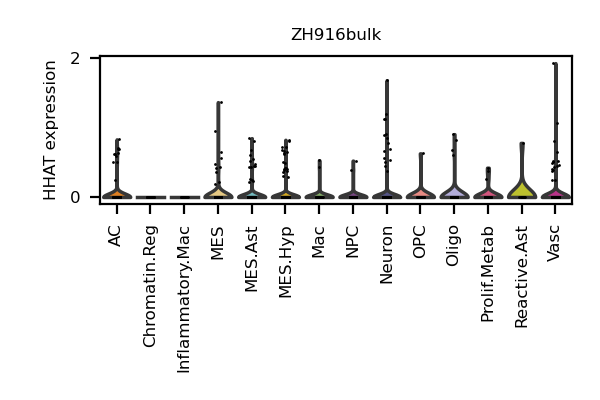 ZH916bulk
HHAT expression
2
0
AC
Chromatin.Reg
Inflammatory.Mac
MES
MES.Ast
MES.Hyp
Mac
NPC
Neuron
OPC
Oligo
Prolif.Metab
Reactive.Ast
Vasc